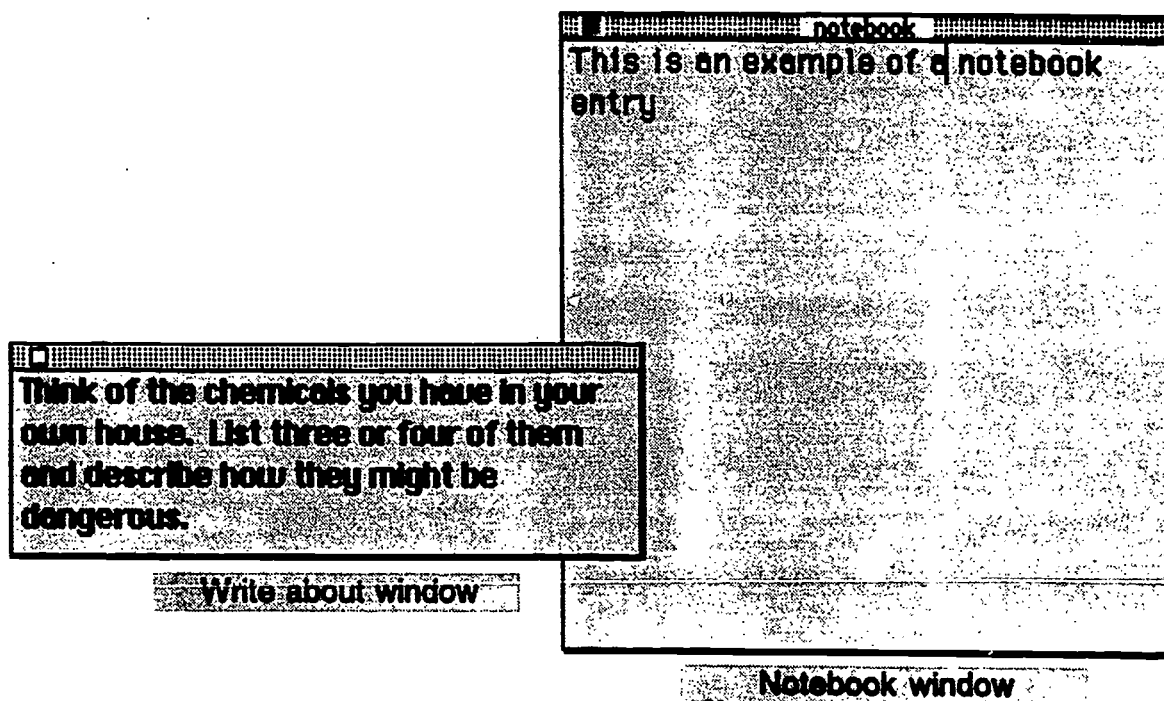 notebook
This is an example of a notebook
entry
Think of the chemicals you have in your
own house. List three or four of them
and describe how they might be
dangerous.
Write about window
Notebook window